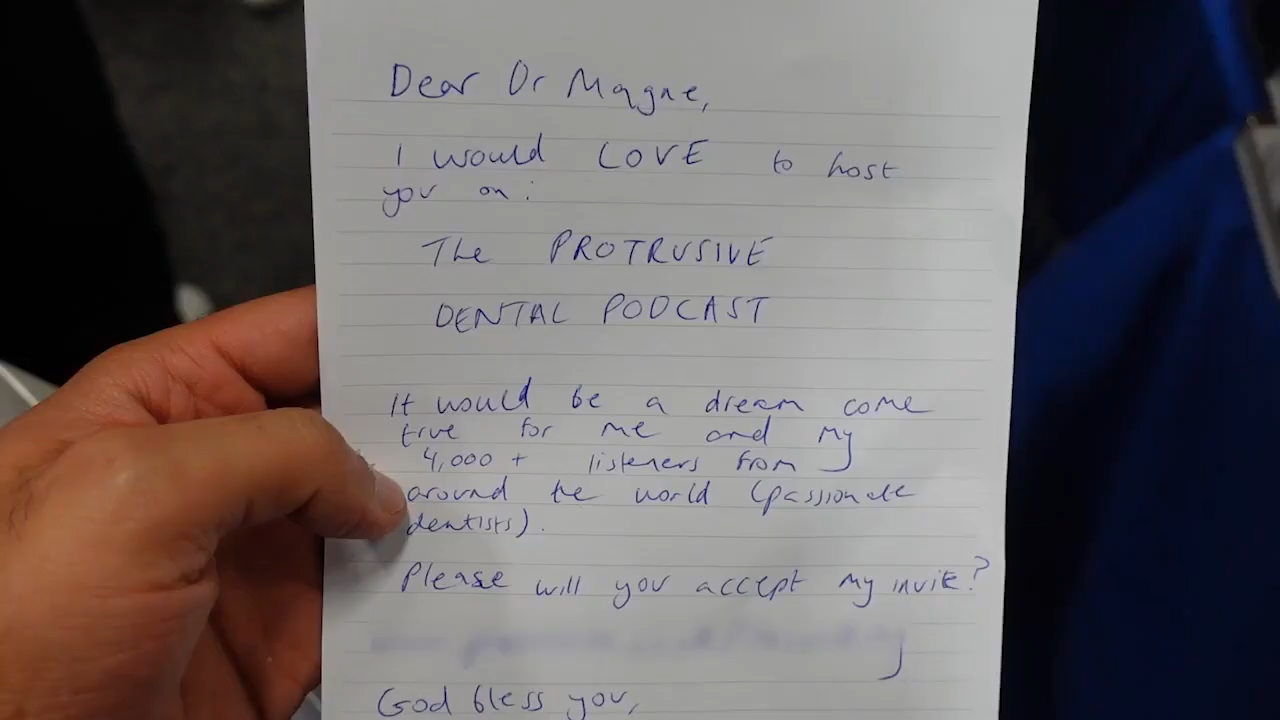 Dear Dr Magne,
I would LOVE to host
you on:
The PROTRUSIVE
DENTAL PODCAST
It would be a dream come
true for me and my
4,000 + listeners from
around the world (passionate
dentists).
Please will you accept my invite?
God bless you,